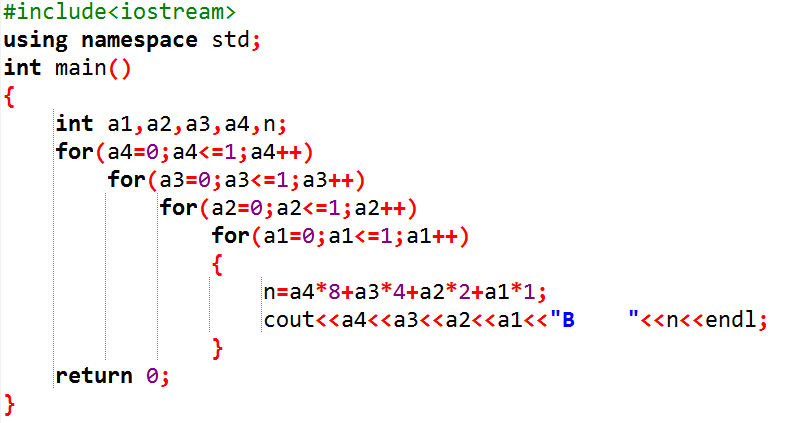 #include<iostream>
using namespace std;
int main()
{
    int a1,a2,a3,a4,n;
    for(a4=0;a4<=1;a4++)
        for(a3=0;a3<=1;a3++)
            for(a2=0;a2<=1;a2++)
                for(a1=0;a1<=1;a1++)
                {
                    n=a4*8+a3*4+a2*2+a1*1;
                    cout<<a4<<a3<<a2<<a1<<"B    "<<n<<endl;
                }
    return 0;
}